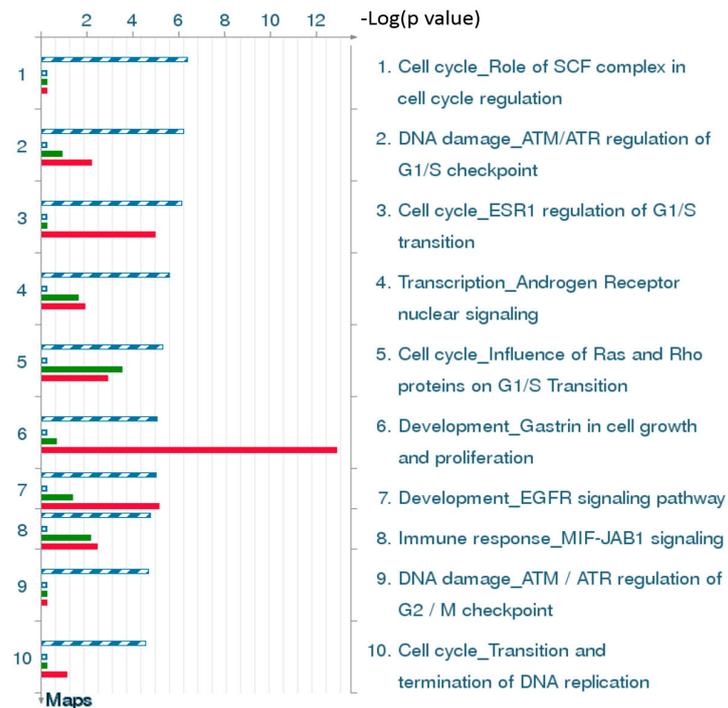 2 4 6 8 10 12 -Log(p value)
1
2
3
4
5
6
7
8
9
10
Maps
1. Cell cycle_Role of SCF complex in
cell cycle regulation
2. DNA damage_ATM/ATR regulation of
G1/S checkpoint
3. Cell cycle_ESR1 regulation of G1/S
transition
4. Transcription_Androgen Receptor
nuclear signaling
5. Cell cycle_Influence of Ras and Rho
proteins on G1/S Transition
6. Development_Gastrin in cell growth
and proliferation
7. Development_EGFR signaling pathway
8. Immune response_MIF-JAB1 signaling
9. DNA damage_ATM / ATR regulation of
G2 / M checkpoint
10. Cell cycle_Transition and
termination of DNA replication